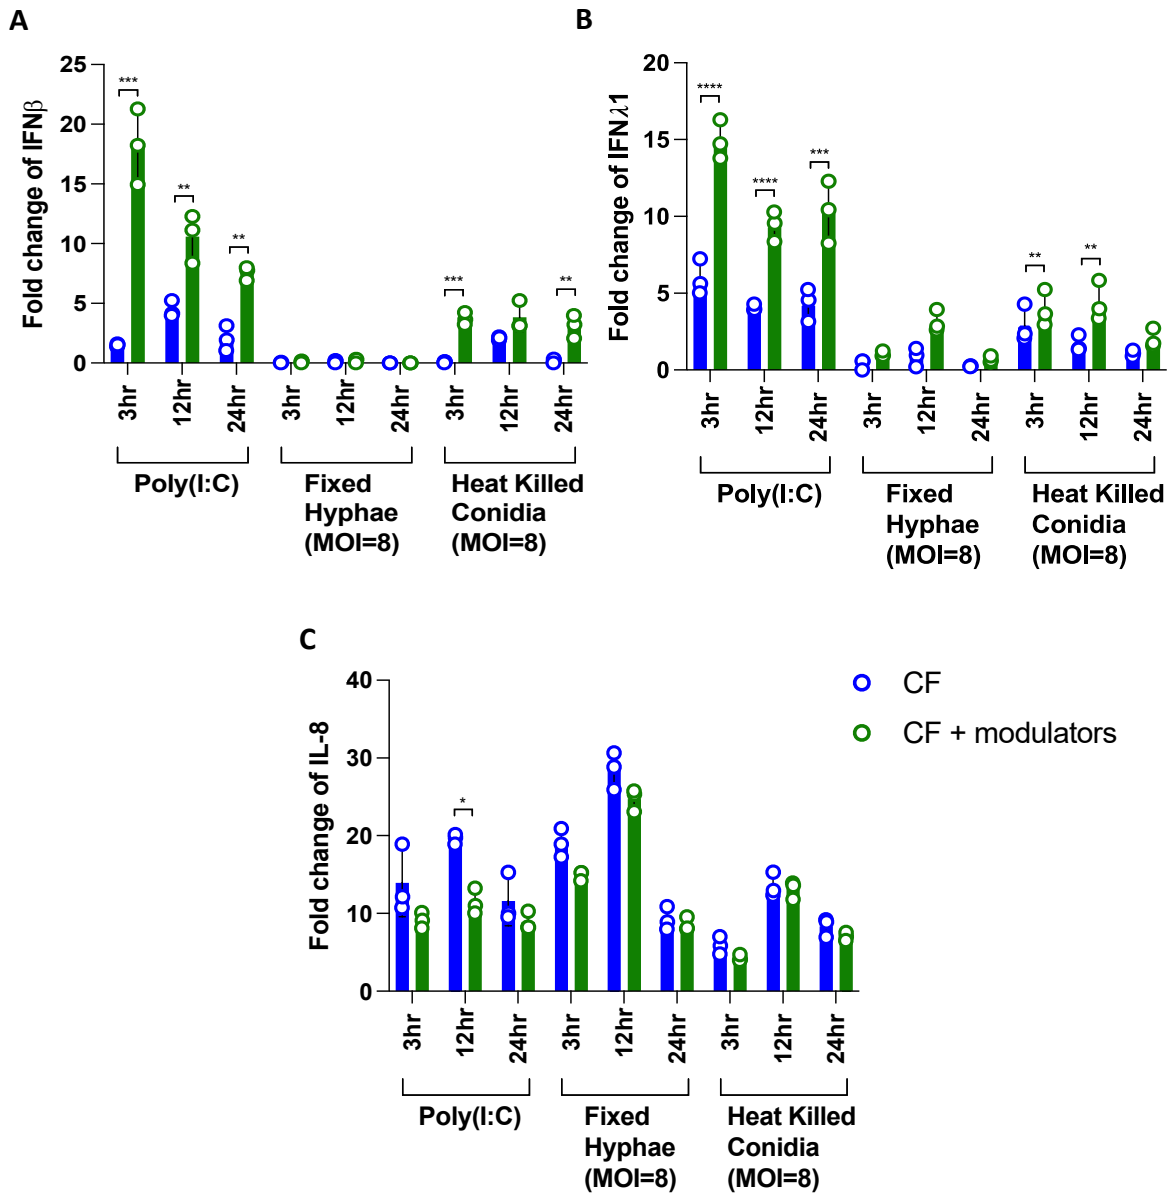 A
Fold change of IFNβ
25
20
15
10
5
0
***
**
**
***
**
3hr
12hr
24hr
3hr
12hr
24hr
3hr
12hr
24hr
Poly(I:C)
Fixed
Hyphae
(MOI=8)
Heat Killed
Conidia
(MOI=8)
B
Fold change of IFNλ1
20
15
10
5
0
****
****
***
**
**
3hr
12hr
24hr
3hr
12hr
24hr
3hr
12hr
24hr
Poly(I:C)
Fixed
Hyphae
(MOI=8)
Heat Killed
Conidia
(MOI=8)
C
Fold change of IL-8
40
30
20
10
0
*
3hr
12hr
24hr
3hr
12hr
24hr
3hr
12hr
24hr
Poly(I:C)
Fixed
Hyphae
(MOI=8)
Heat Killed
Conidia
(MOI=8)
CF
CF + modulators